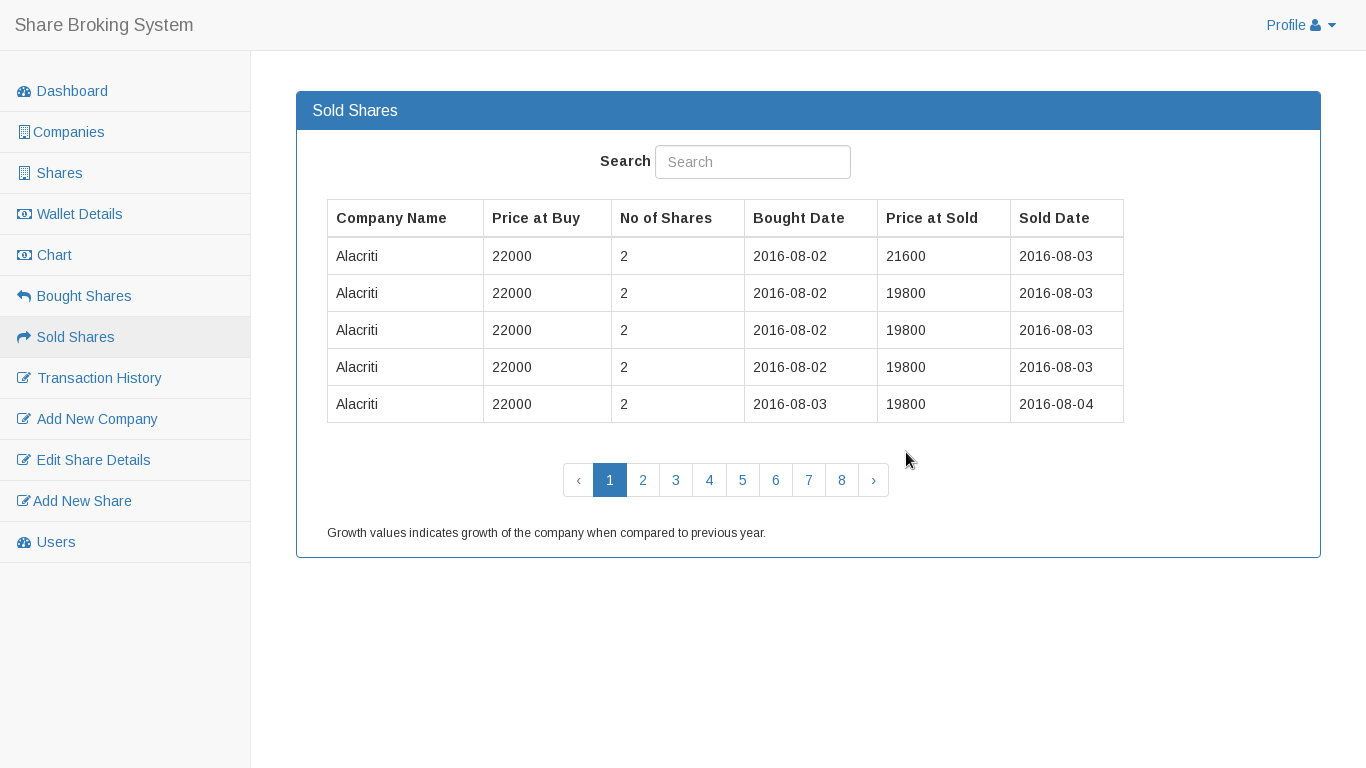 Share Broking System
Profile
Dashboard
Companies
Shares
Wallet Details
Chart
Bought Shares
Sold Shares
Transaction History
Add New Company
Edit Share Details
Add New Share
Users
Sold Shares
Search Search
Company Name Price at Buy No of Shares Bought Date Price at Sold Sold Date
Alacriti 22000 2 2016-08-02 21600 2016-08-03
Alacriti 22000 2 2016-08-02 19800 2016-08-03
Alacriti 22000 2 2016-08-02 19800 2016-08-03
Alacriti 22000 2 2016-08-02 19800 2016-08-03
Alacriti 22000 2 2016-08-03 19800 2016-08-04
‹ 1 2 3 4 5 6 7 8 ›
Growth values indicates growth of the company when compared to previous year.